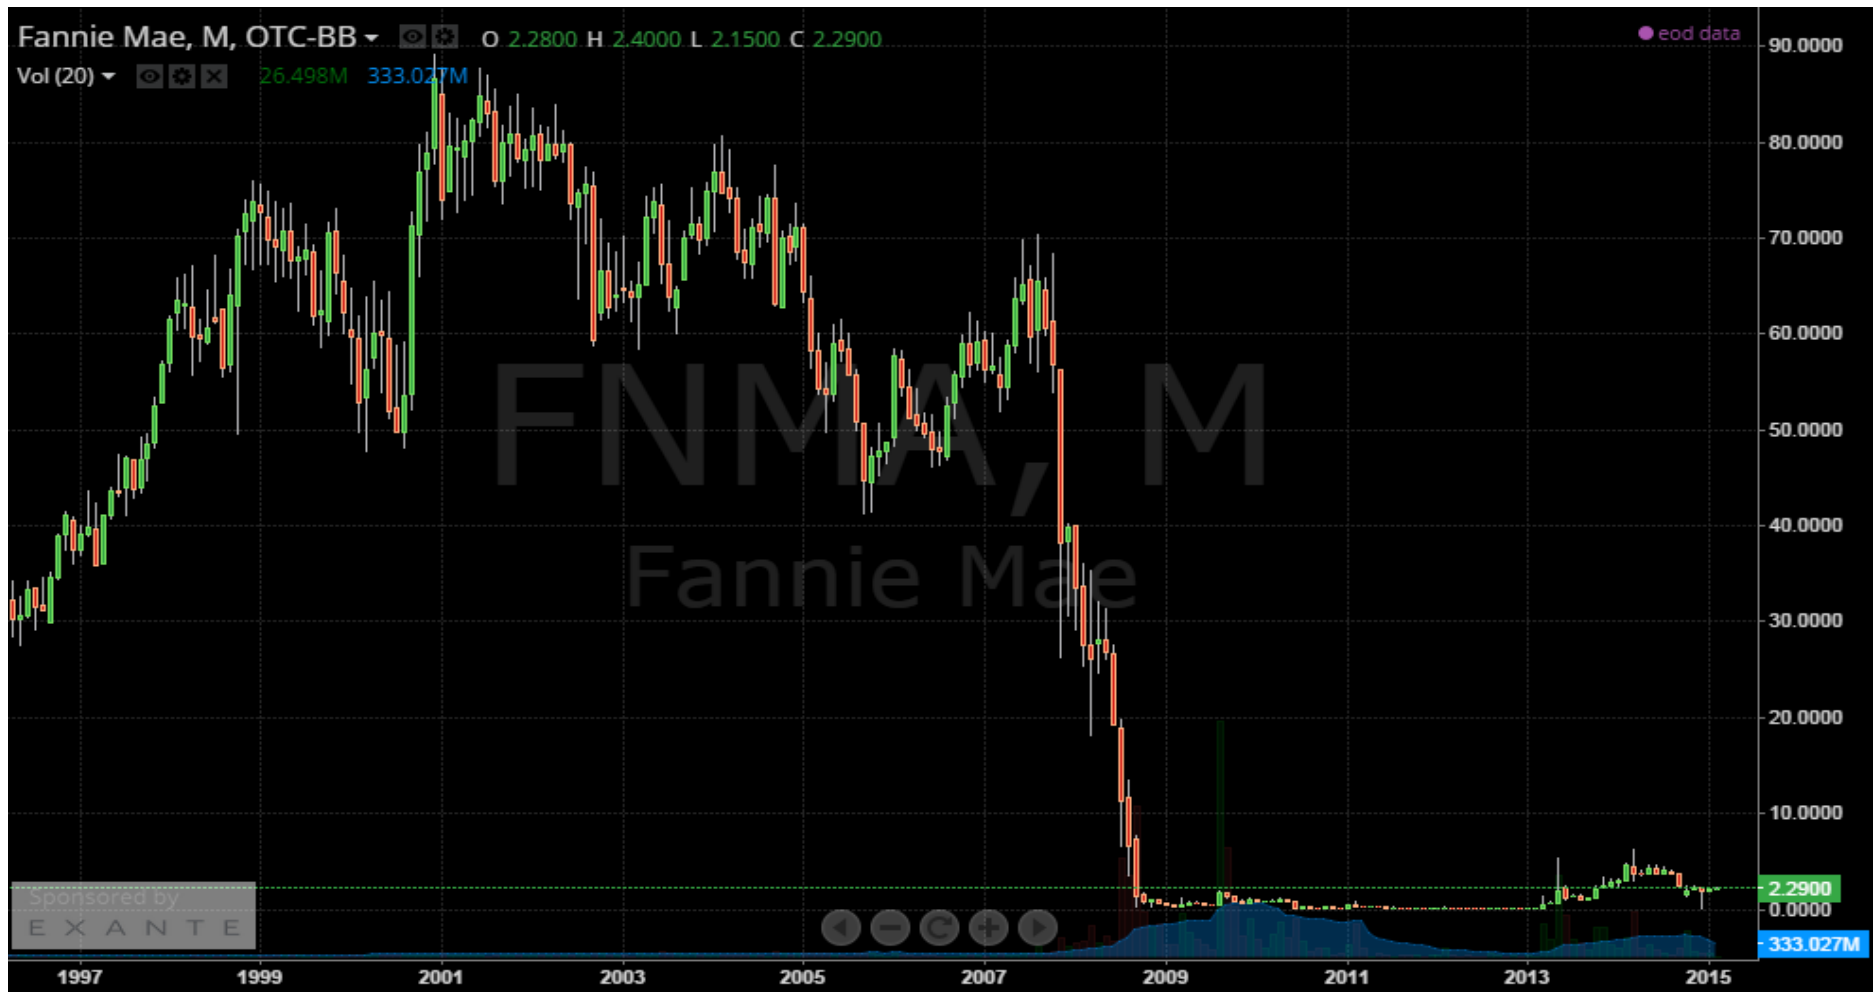 Fannie Mae, M, OTC-BB O 2.2800 H 2.4000 L 2.1500 C 2.2900
eod data
Vol (20) 26.498M 333.027M
90.0000
80.0000
70.0000
60.0000
50.0000
40.0000
30.0000
20.0000
10.0000
2.2900
0.0000
333.027M
FNMA, M
Fannie Mae
Sponsored by
EXANTE
1997 1999 2001 2003 2005 2007 2009 2011 2013 2015